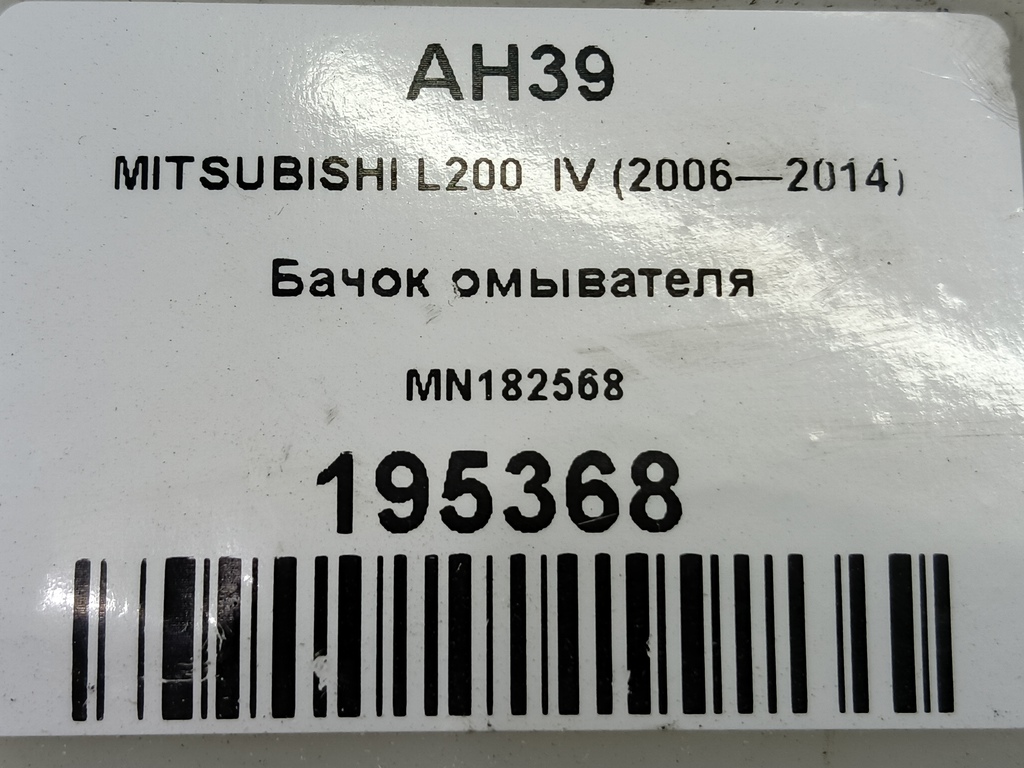 AH39
MITSUBISHI L200 IV (2006—2014)
Бачок омывателя
MN182568
195368